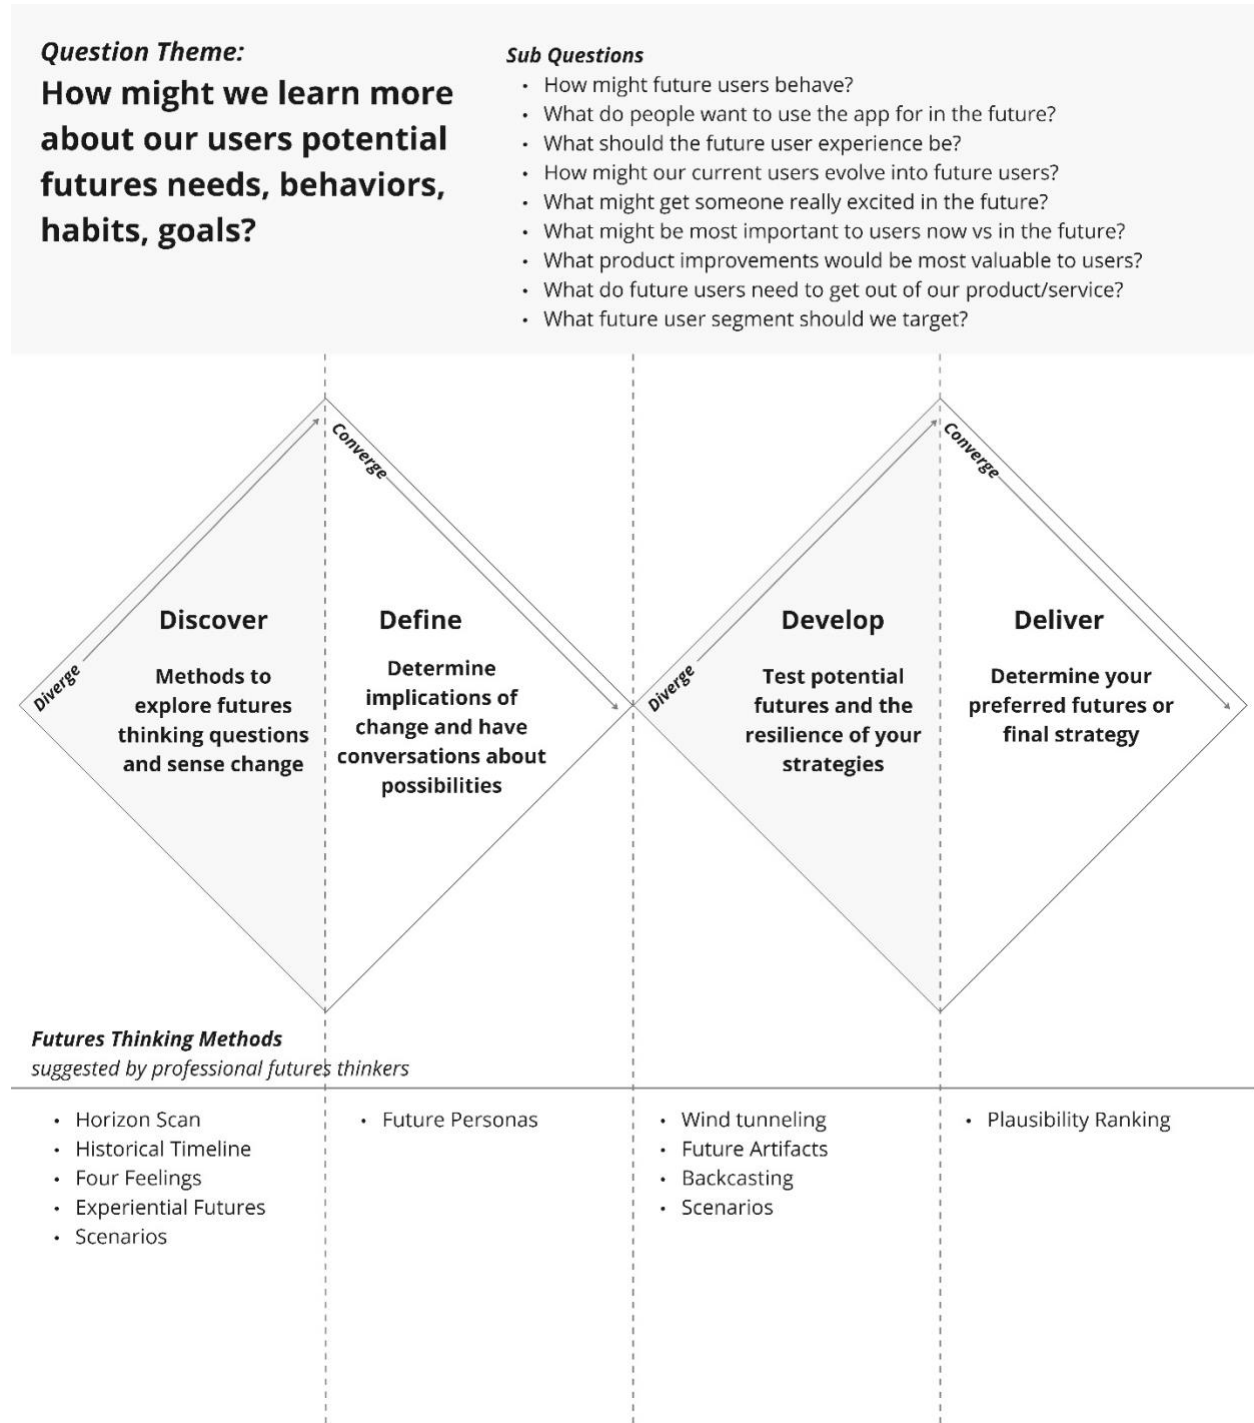 Question Theme:
How might we learn more
about our users potential
futures needs, behaviors,
habits, goals?
Sub Questions
• How might future users behave?
• What do people want to use the app for in the future?
• What should the future user experience be?
• How might our current users evolve into future users?
• What might get someone really excited in the future?
• What might be most important to users now vs in the future?
• What product improvements would be most valuable to users?
• What do future users need to get out of our product/service?
• What future user segment should we target?
Diverge
Converge
Discover
Methods to
explore futures
thinking questions
and sense change
Define
Determine
implications of
change and have
conversations about
possibilities
Diverge
Converge
Develop
Test potential
futures and the
resilience of your
strategies
Deliver
Determine your
preferred futures or
final strategy
Futures Thinking Methods
suggested by professional futures thinkers
• Horizon Scan
• Historical Timeline
• Four Feelings
• Experiential Futures
• Scenarios
• Future Personas
• Wind tunneling
• Future Artifacts
• Backcasting
• Scenarios
• Plausibility Ranking